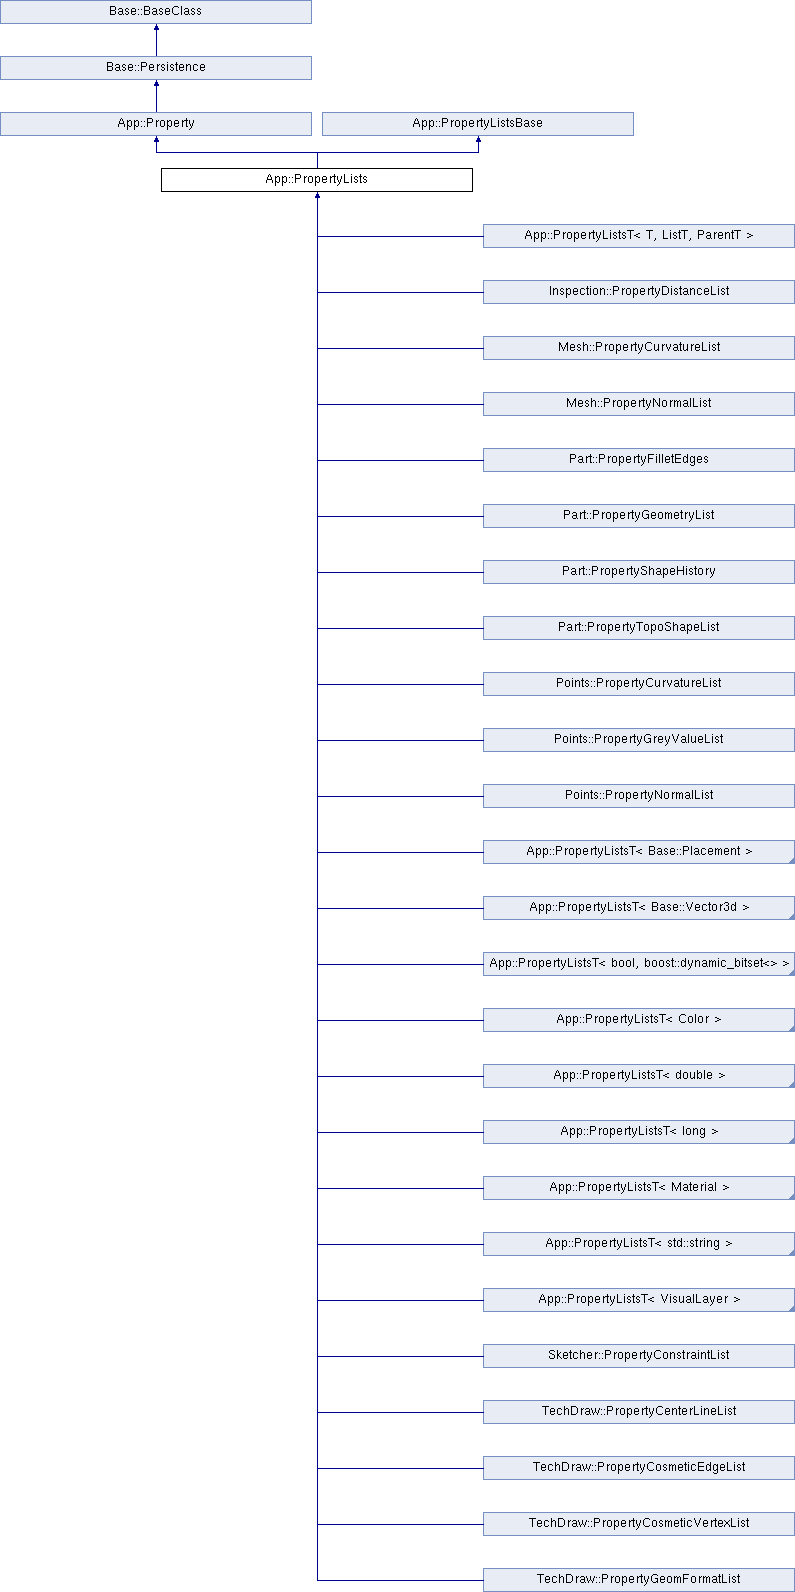 Base::BaseClass
Base::Persistence
App::Property
App::PropertyListsBase
App::PropertyLists
App::PropertyListsT< T, ListT, ParentT >
Inspection::PropertyDistanceList
Mesh::PropertyCurvatureList
Mesh::PropertyNormalList
Part::PropertyFilletEdges
Part::PropertyGeometryList
Part::PropertyShapeHistory
Part::PropertyTopoShapeList
Points::PropertyCurvatureList
Points::PropertyGreyValueList
Points::PropertyNormalList
App::PropertyListsT< Base::Placement >
App::PropertyListsT< Base::Vector3d >
App::PropertyListsT< bool, boost::dynamic_bitset<> >
App::PropertyListsT< Color >
App::PropertyListsT< double >
App::PropertyListsT< long >
App::PropertyListsT< Material >
App::PropertyListsT< std::string >
App::PropertyListsT< VisualLayer >
Sketcher::PropertyConstraintList
TechDraw::PropertyCenterLineList
TechDraw::PropertyCosmeticEdgeList
TechDraw::PropertyCosmeticVertexList
TechDraw::PropertyGeomFormatList